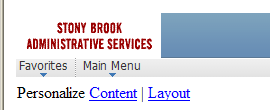 STONY BROOK
ADMINISTRATIVE SERVICES
Favorites Main Menu
Personalize Content | Layout